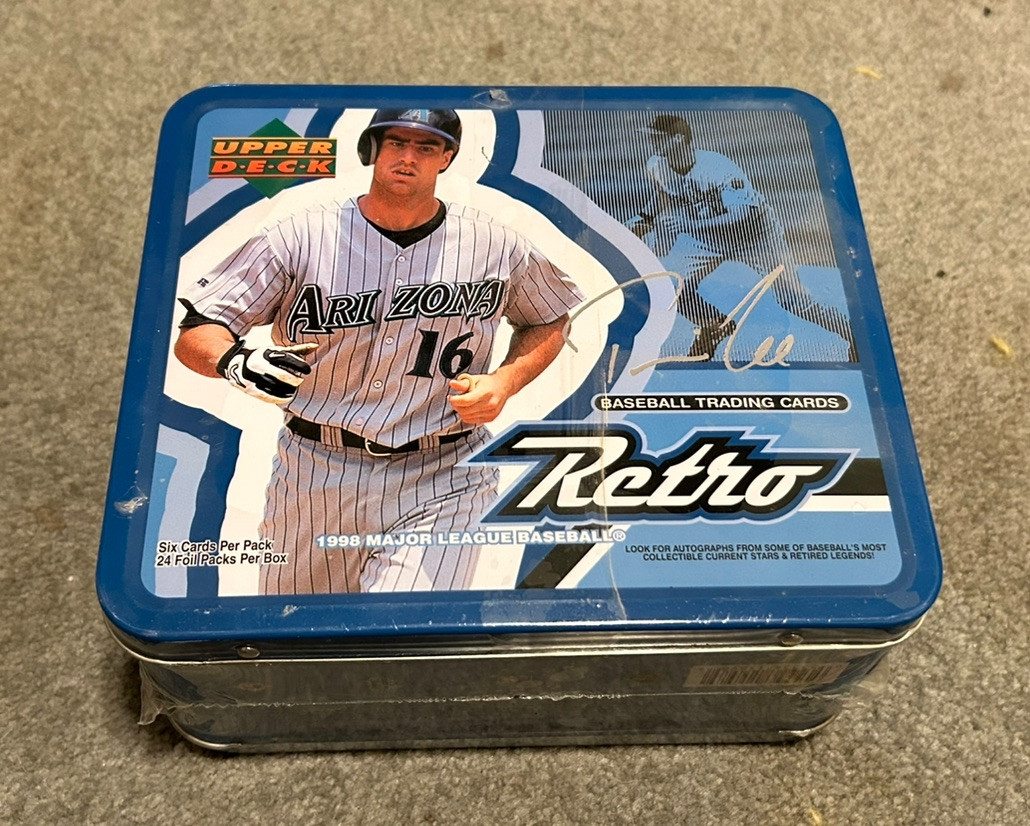 UPPER
D·E·C·K
ARIZONA
16
BASEBALL TRADING CARDS
Retro
1998 MAJOR LEAGUE BASEBALL®
Six Cards Per Pack
24 Foil Packs Per Box
LOOK FOR AUTOGRAPHS FROM SOME OF BASEBALL'S MOST
COLLECTIBLE CURRENT STARS & RETIRED LEGENDS!